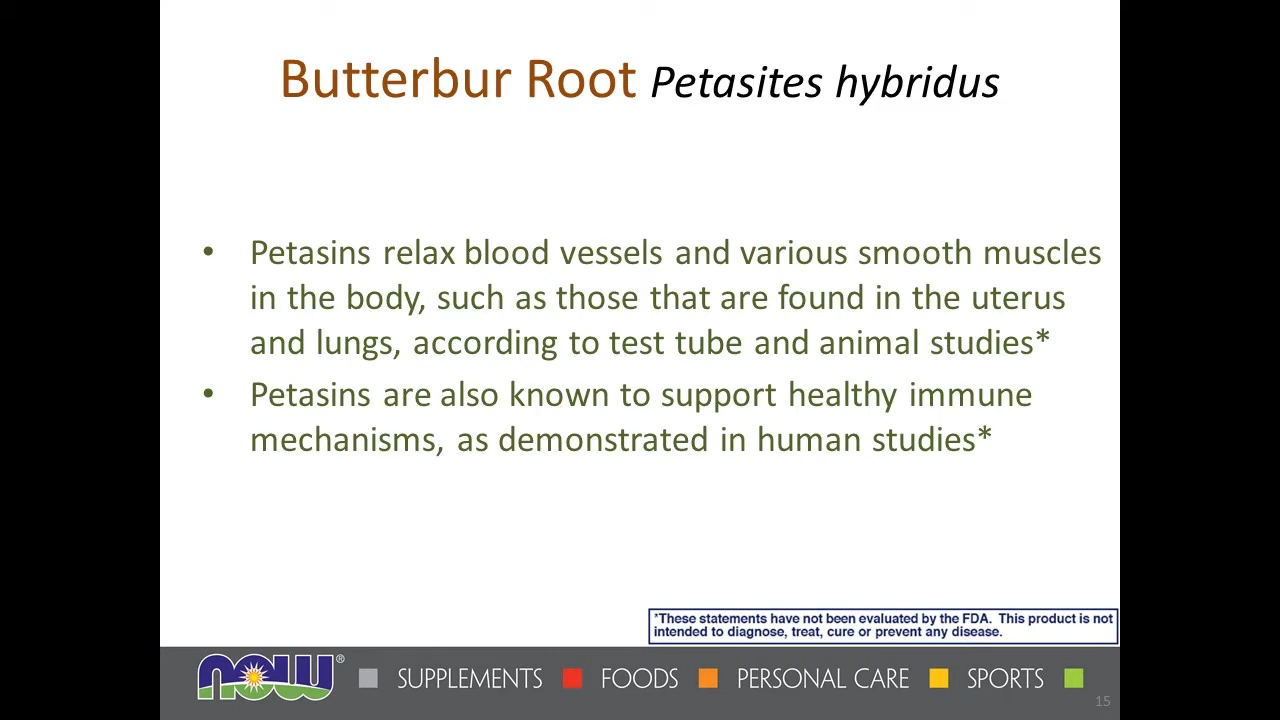 Butterbur Root Petasites hybridus
• Petasins relax blood vessels and various smooth muscles
in the body, such as those that are found in the uterus
and lungs, according to test tube and animal studies*
• Petasins are also known to support healthy immune
mechanisms, as demonstrated in human studies*
*These statements have not been evaluated by the FDA. This product is not
intended to diagnose, treat, cure or prevent any disease.
now® SUPPLEMENTS FOODS PERSONAL CARE SPORTS
15